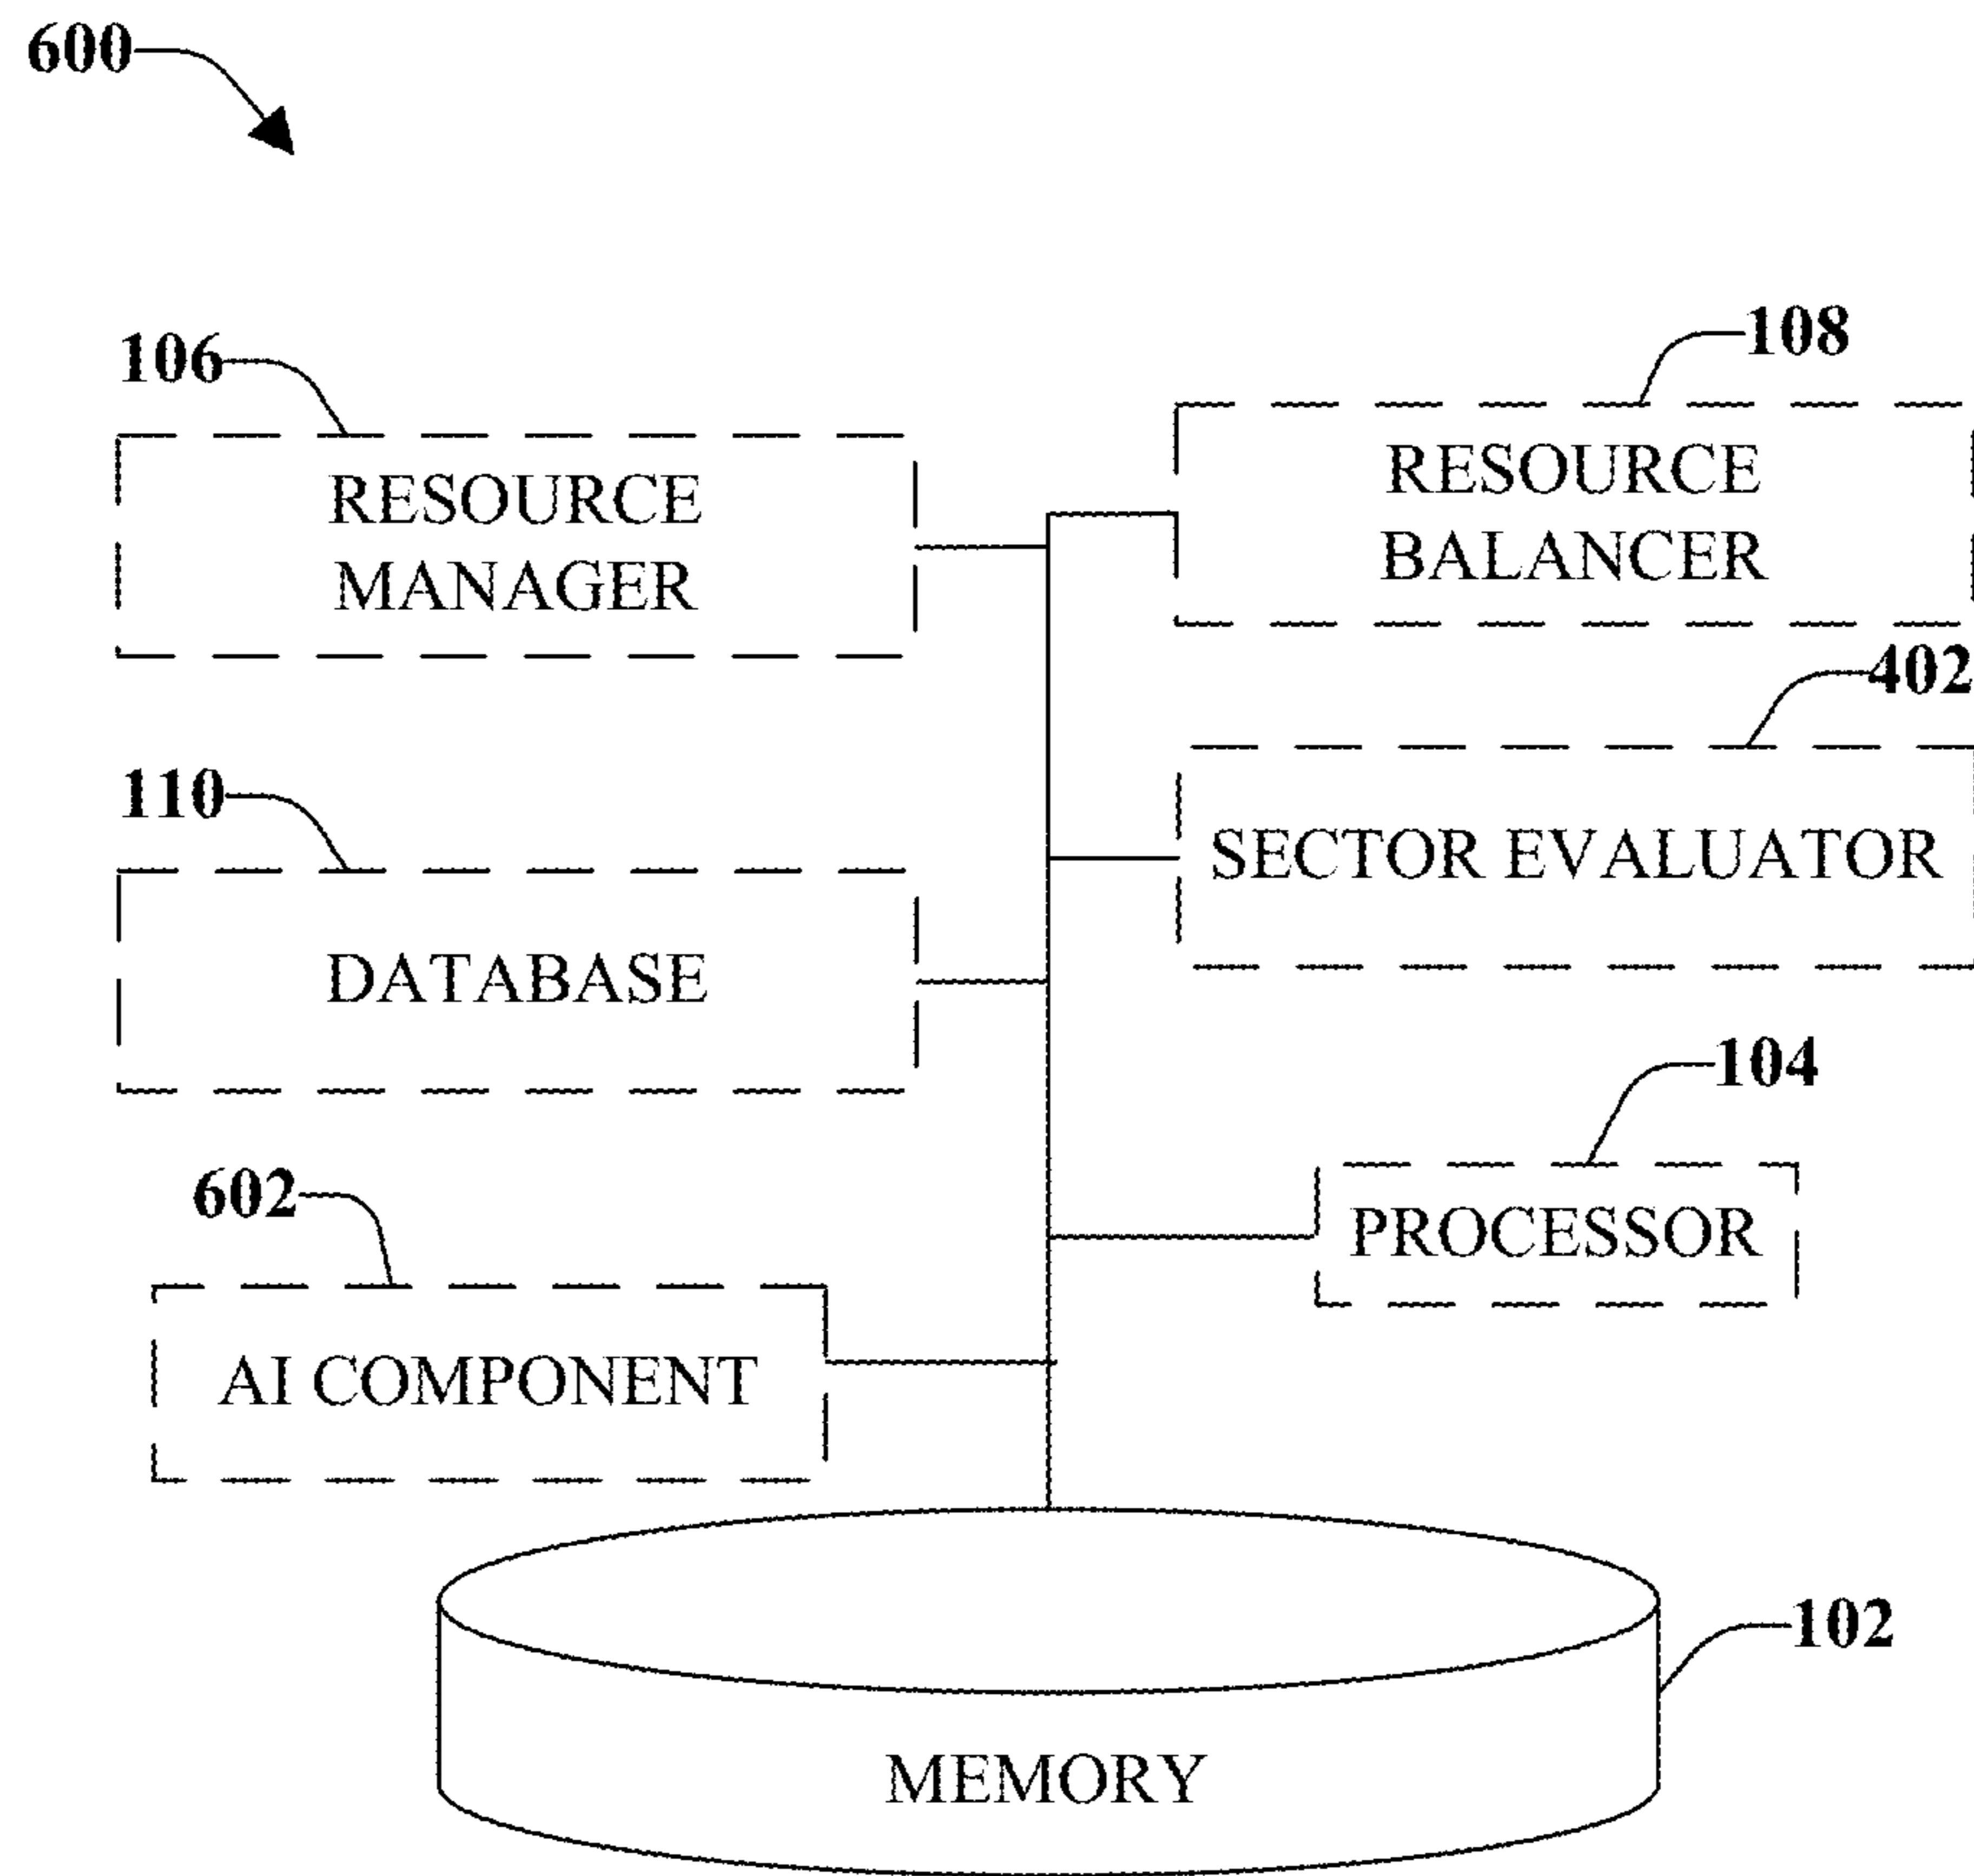 600
106
108
RESOURCE
MANAGER
RESOURCE
BALANCER
402
110
SECTOR EVALUATOR
DATABASE
104
602
PROCESSOR
AI COMPONENT
102
MEMORY